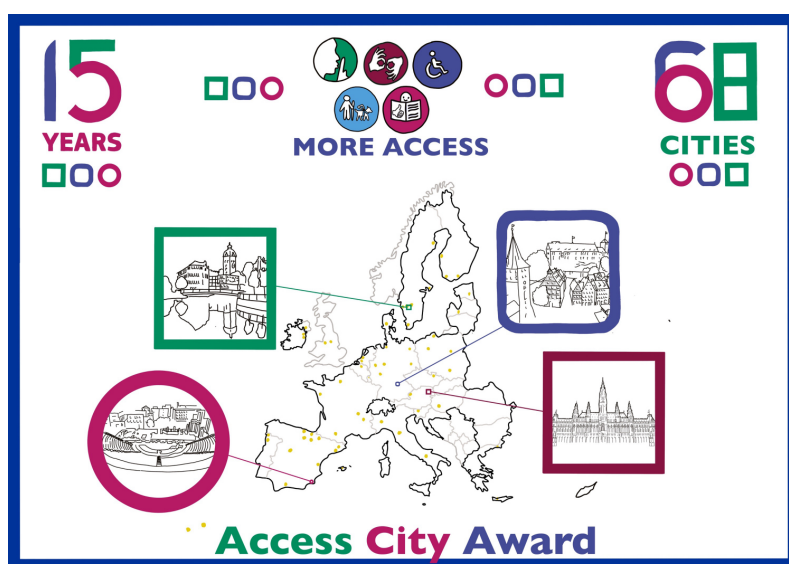 15
YEARS
MORE ACCESS
68
CITIES
Access City Award